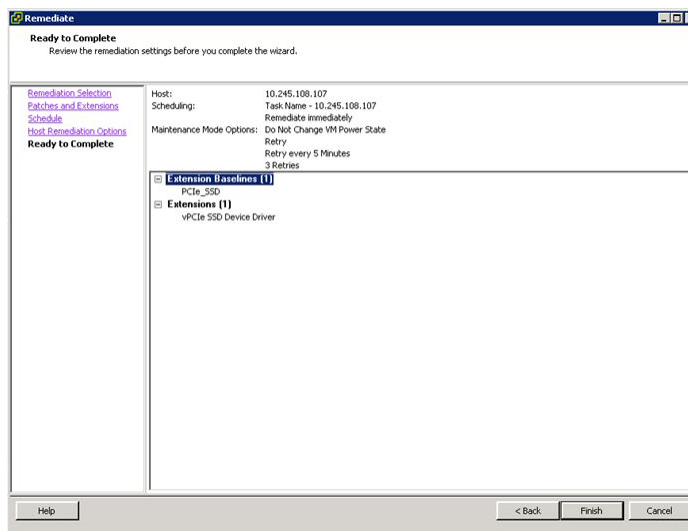 Remediate
Ready to Complete
Review the remediation settings before you complete the wizard.
Remediation Selection
Patches and Extensions
Schedule
Host Remediation Options
Ready to Complete
Host: 10.245.108.107
Scheduling: Task Name - 10.245.108.107
Remediate immediately
Maintenance Mode Options: Do Not Change VM Power State
Retry
Retry every 5 Minutes
3 Retries
Extension Baselines (1)
PCIe_SSD
Extensions (1)
vPCIe SSD Device Driver
Help
< Back
Finish
Cancel